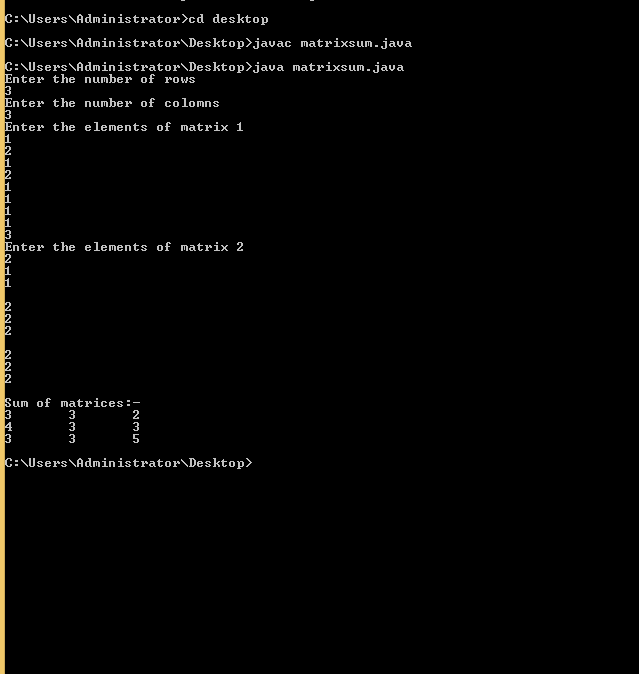 C:\Users\Administrator>cd desktop
C:\Users\Administrator\Desktop>javac matrixsum.java
C:\Users\Administrator\Desktop>java matrixsum.java
Enter the number of rows
3
Enter the number of colomns
3
Enter the elements of matrix 1
1
2
1
2
1
1
1
1
3
Enter the elements of matrix 2
2
1
1
2
2
2
2
2
2
Sum of matrices:-
3 3 2
4 3 3
3 3 5
C:\Users\Administrator\Desktop>